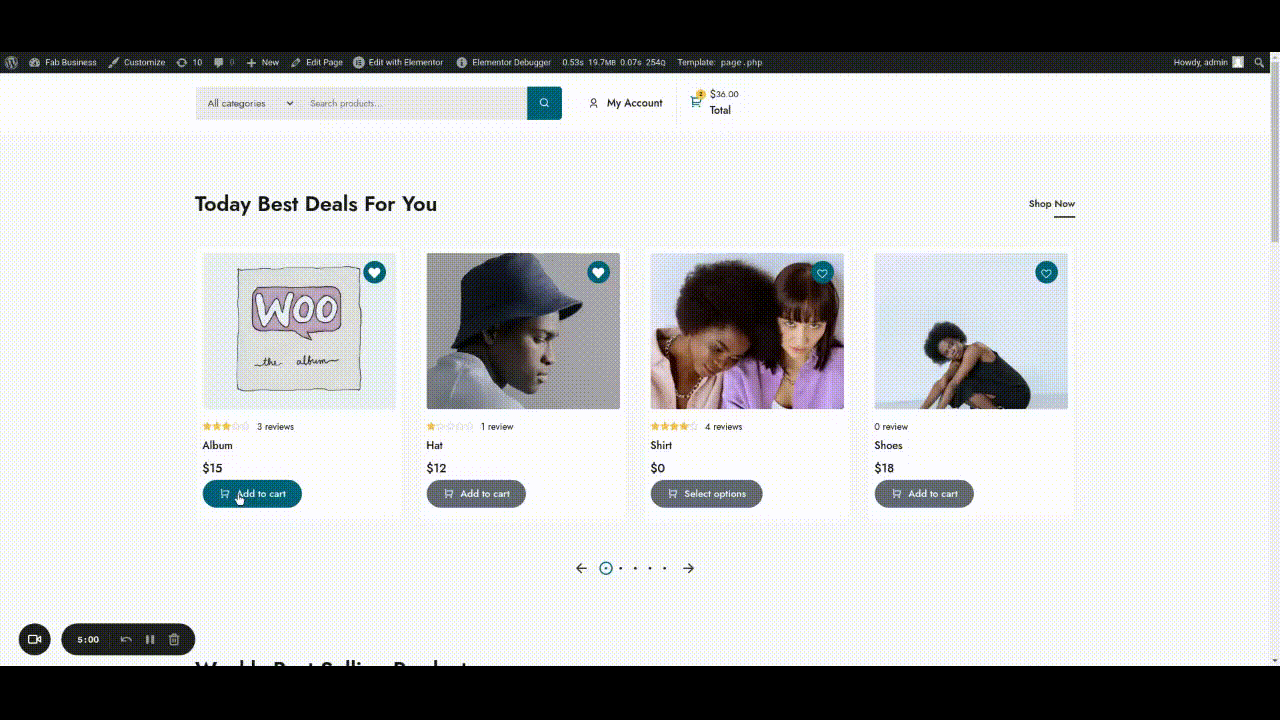 Fab Business Customize 10 0 New Edit Page Edit with Elementor Elementor Debugger 0.53s 19.7MB 0.07s 254Q Template: page.php Howdy, admin
All categories Search products... My Account $36.00
Total
Today Best Deals For You Shop Now
WOO
the album
3 reviews 1 review 4 reviews 0 review
Album Hat Shirt Shoes
$15 $12 $0 $18
Add to cart Add to cart Select options Add to cart
5:00